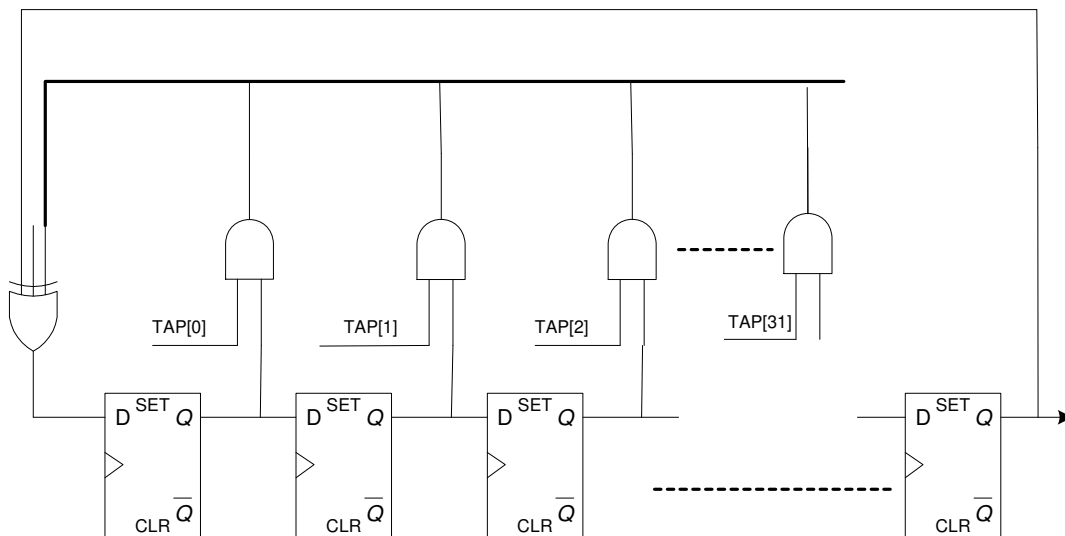 TAP[0]
TAP[1]
TAP[2]
TAP[31]
D SET Q
D SET Q
D SET Q
D SET Q
CLR Q
CLR Q
CLR Q
CLR Q